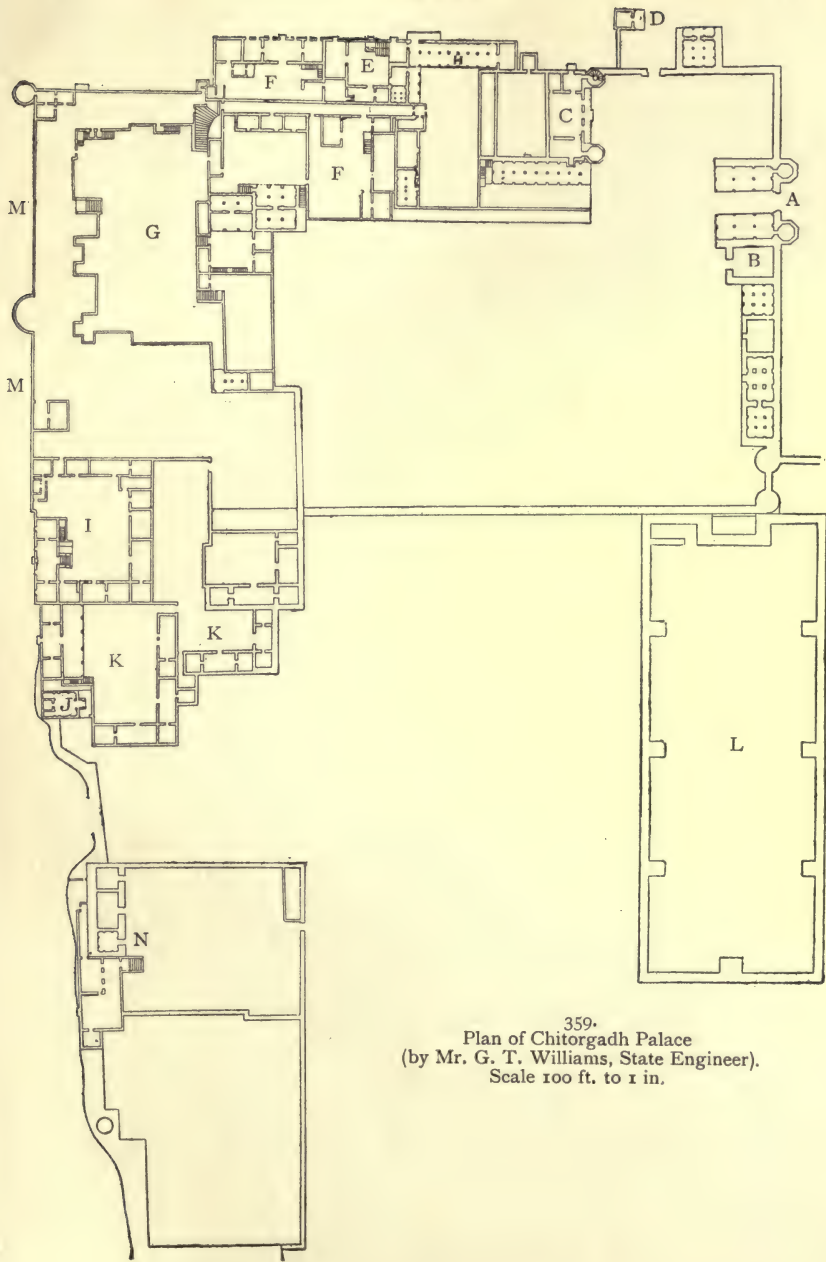 D
E
H
F
C
F
A
M
G
B
M
I
K
K
J
L
N
359.
Plan of Chitorgadh Palace
(by Mr. G. T. Williams, State Engineer).
Scale 100 ft. to 1 in.